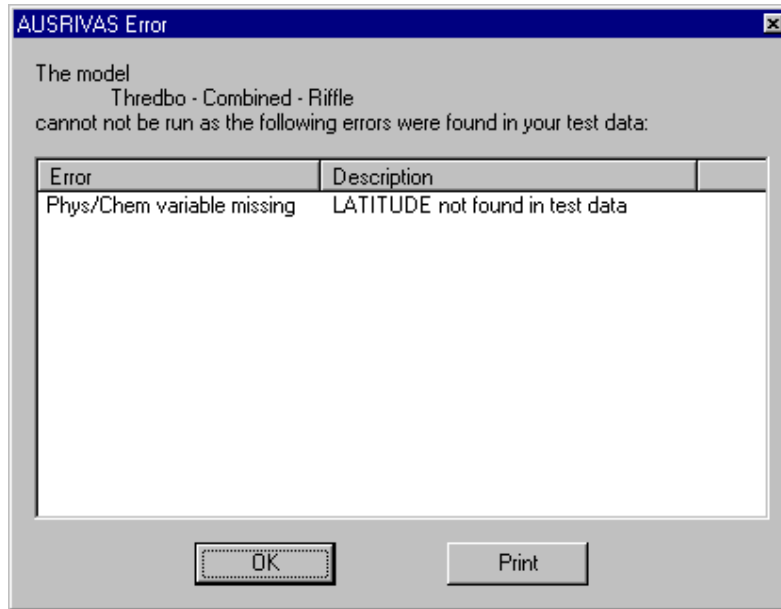 AUSRIVAS Error
The model
Thredbo - Combined - Riffle
cannot not be run as the following errors were found in your test data:
Error Description
Phys/Chem variable missing LATITUDE not found in test data
OK Print